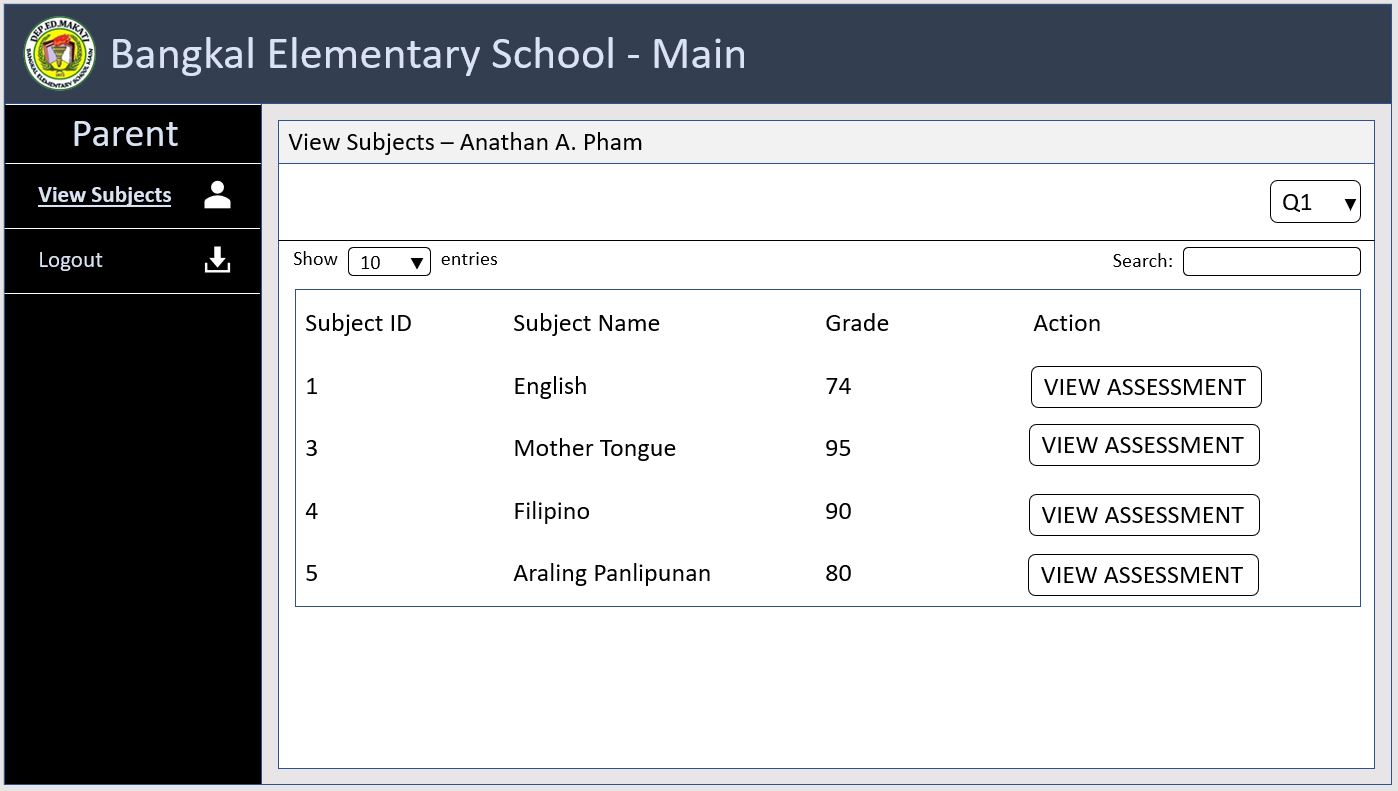 DEP.ED.MAKATI
BANGKAL ELEMENTARY SCHOOL MAIN
Bangkal Elementary School - Main
Parent
View Subjects
Logout
View Subjects – Anathan A. Pham
Q1
Show 10 entries Search:
Subject ID Subject Name Grade Action
1 English 74 VIEW ASSESSMENT
3 Mother Tongue 95 VIEW ASSESSMENT
4 Filipino 90 VIEW ASSESSMENT
5 Araling Panlipunan 80 VIEW ASSESSMENT